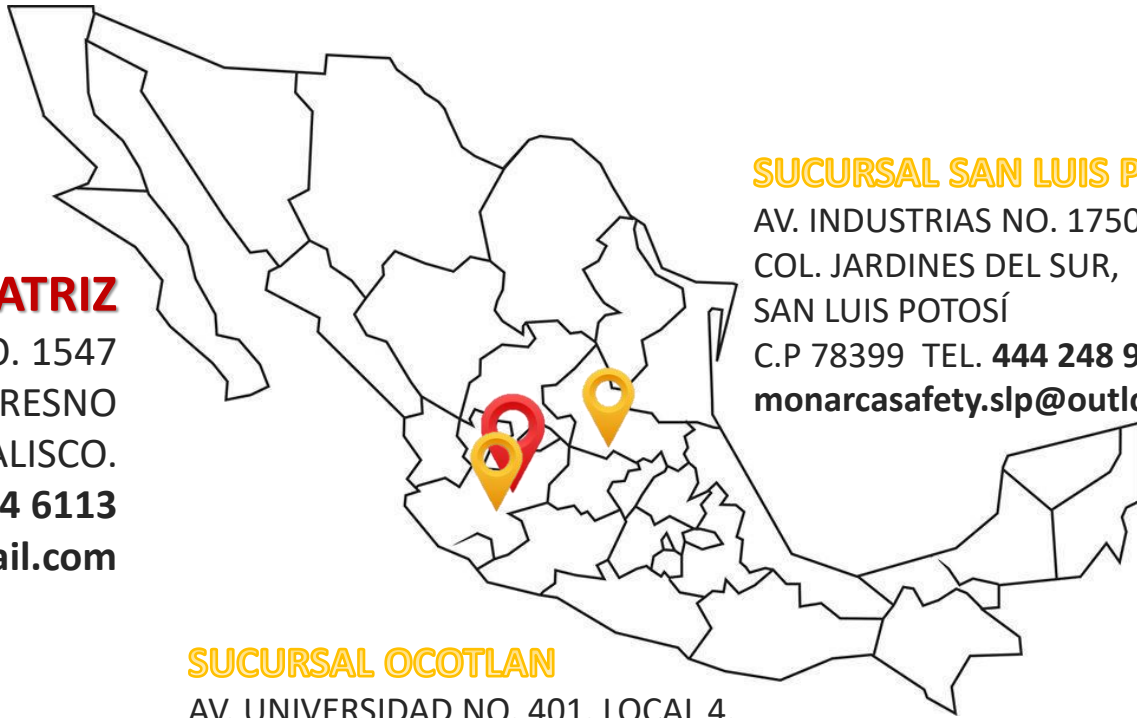 SUCURSAL SAN LUIS P
AV. INDUSTRIAS NO. 1750
COL. JARDINES DEL SUR,
SAN LUIS POTOSÍ
C.P 78399 TEL. 444 248 9
monarcasafety.slp@outlo
ATRIZ
O. 1547
RESNO
ALISCO.
4 6113
ail.com
SUCURSAL OCOTLAN
AV. UNIVERSIDAD NO. 401, LOCAL 4